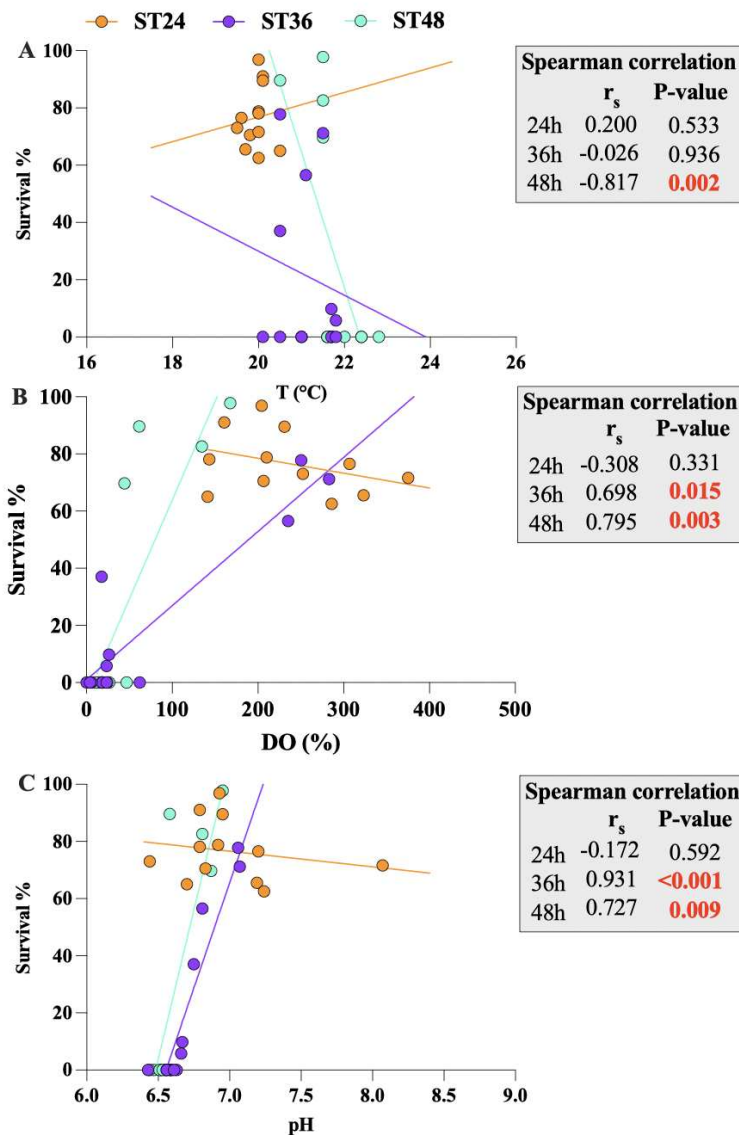 ST24 ST36 ST48
A
100
80
60
40
20
0
Survival %
16 18 20 22 24 26
T (°C)
Spearman correlation
rs P-value
24h 0.200 0.533
36h -0.026 0.936
48h -0.817 0.002
B
100
80
60
40
20
0
Survival %
0 100 200 300 400 500
DO (%)
Spearman correlation
rs P-value
24h -0.308 0.331
36h 0.698 0.015
48h 0.795 0.003
C
100
80
60
40
20
0
Survival %
6.0 6.5 7.0 7.5 8.0 8.5 9.0
pH
Spearman correlation
rs P-value
24h -0.172 0.592
36h 0.931 <0.001
48h 0.727 0.009